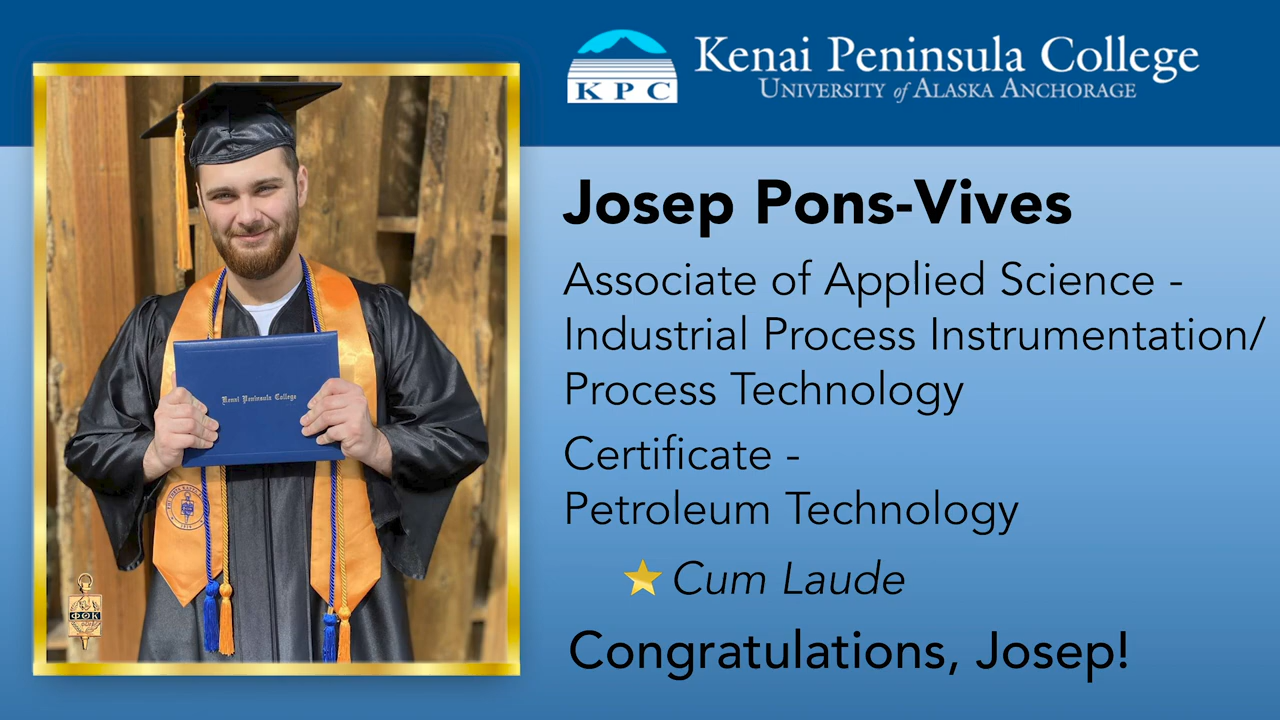 KPC
Kenai Peninsula College
UNIVERSITY of ALASKA ANCHORAGE
Josep Pons-Vives
Associate of Applied Science -
Industrial Process Instrumentation/
Process Technology
Certificate -
Petroleum Technology
Cum Laude
Congratulations, Josep!
Kenai Peninsula College
ΦΘΚ